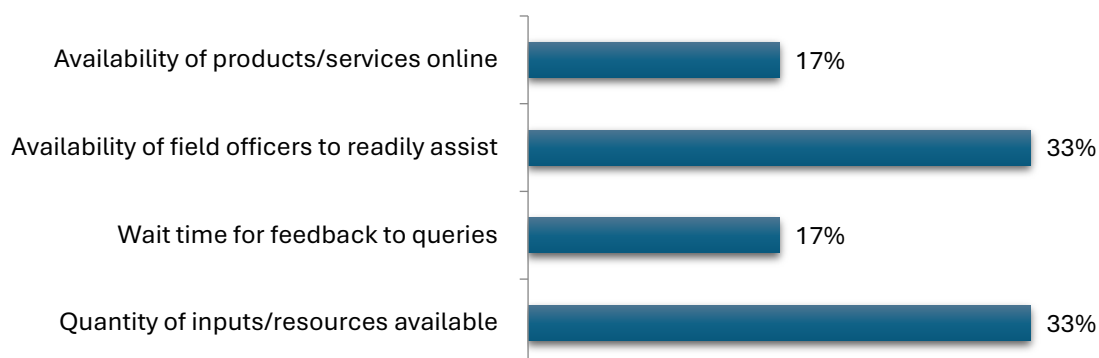 Availability of products/services online 17%
Availability of field officers to readily assist 33%
Wait time for feedback to queries 17%
Quantity of inputs/resources available 33%